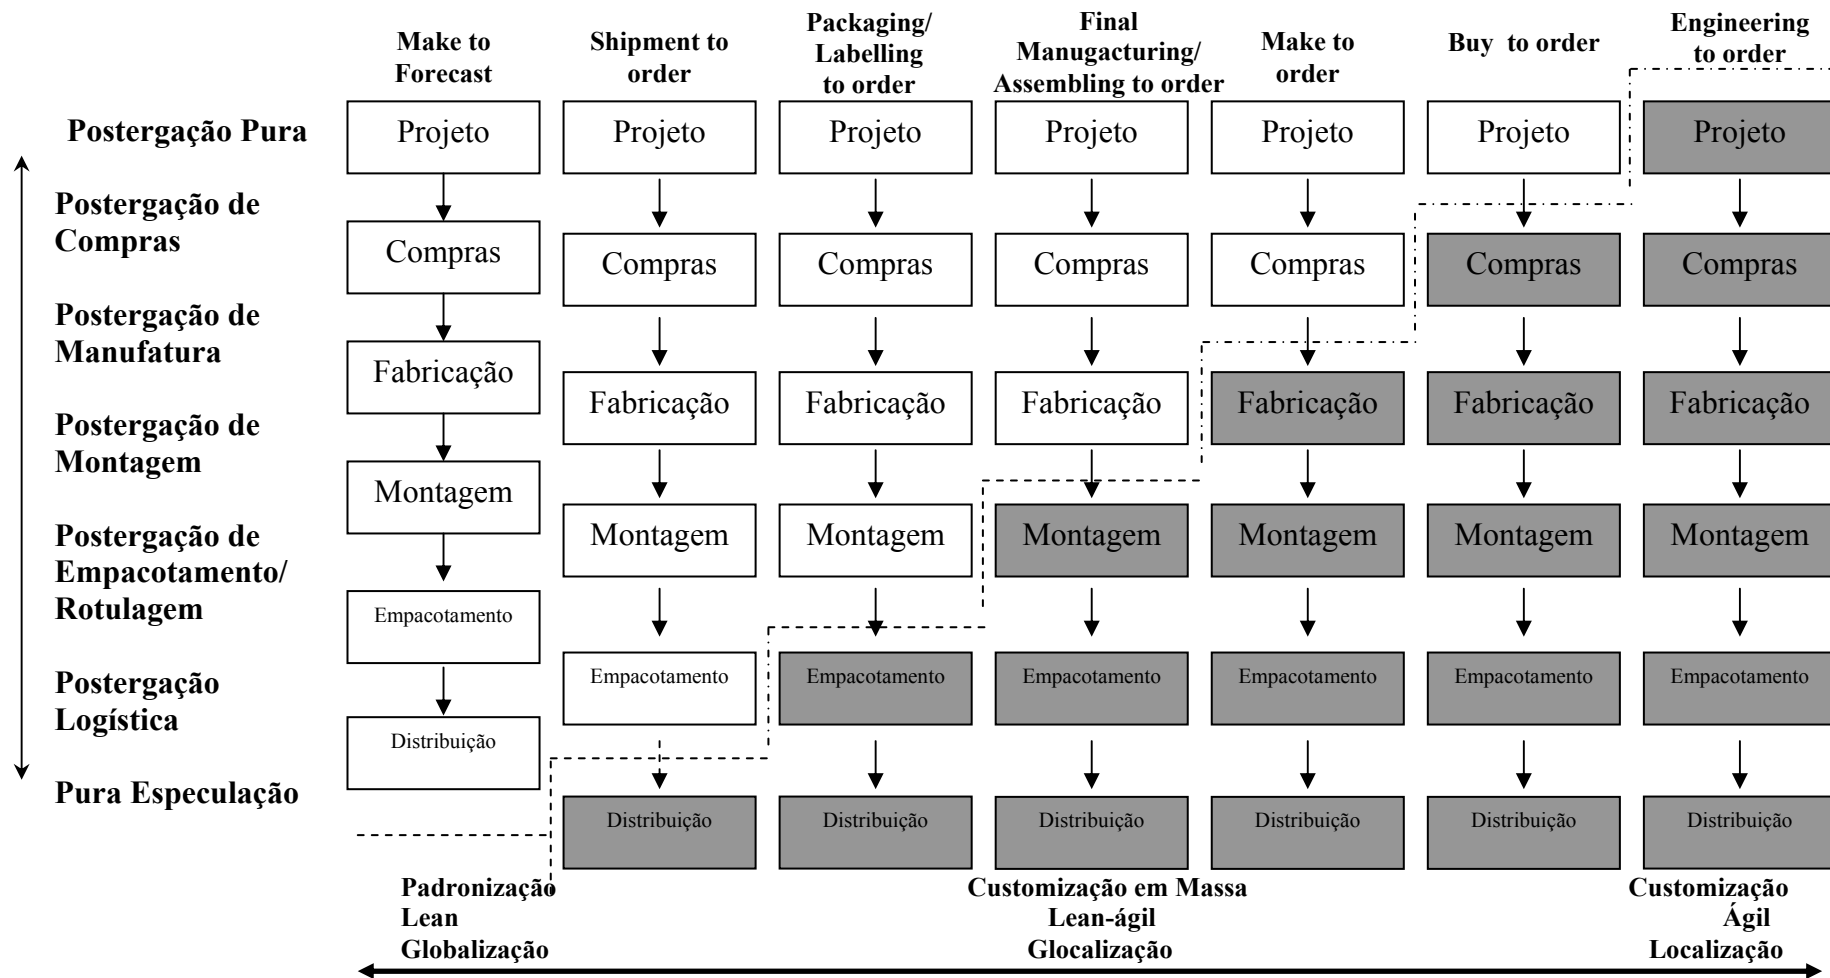 Make to
Forecast
Shipment to
order
Packaging/
Labelling
to order
Final
Manugacturing/
Assembling to order
Make to
order
Buy to order
Engineering
to order
Postergação Pura
Postergação de
Compras
Postergação de
Manufatura
Postergação de
Montagem
Postergação de
Empacotamento/
Rotulagem
Postergação
Logística
Pura Especulação
Projeto
Compras
Fabricação
Montagem
Empacotamento
Distribuição
Projeto
Compras
Fabricação
Montagem
Empacotamento
Distribuição
Projeto
Compras
Fabricação
Montagem
Empacotamento
Distribuição
Projeto
Compras
Fabricação
Montagem
Empacotamento
Distribuição
Projeto
Compras
Fabricação
Montagem
Empacotamento
Distribuição
Projeto
Compras
Fabricação
Montagem
Empacotamento
Distribuição
Projeto
Compras
Fabricação
Montagem
Empacotamento
Distribuição
Padronização
Lean
Globalização
Customização em Massa
Lean-ágil
Glocalização
Customização
Ágil
Localização